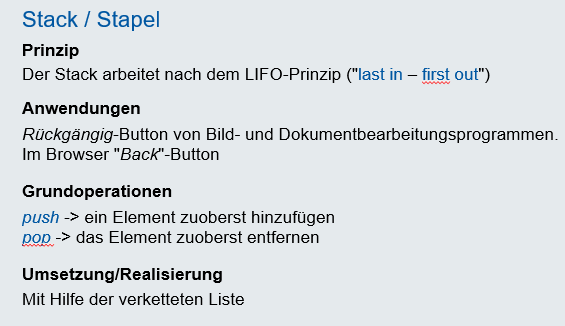 Stack / Stapel
Prinzip
Der Stack arbeitet nach dem LIFO-Prinzip ("last in – first out")
Anwendungen
Rückgängig-Button von Bild- und Dokumentbearbeitungsprogrammen.
Im Browser "Back"-Button
Grundoperationen
push -> ein Element zuoberst hinzufügen
pop -> das Element zuoberst entfernen
Umsetzung/Realisierung
Mit Hilfe der verketteten Liste